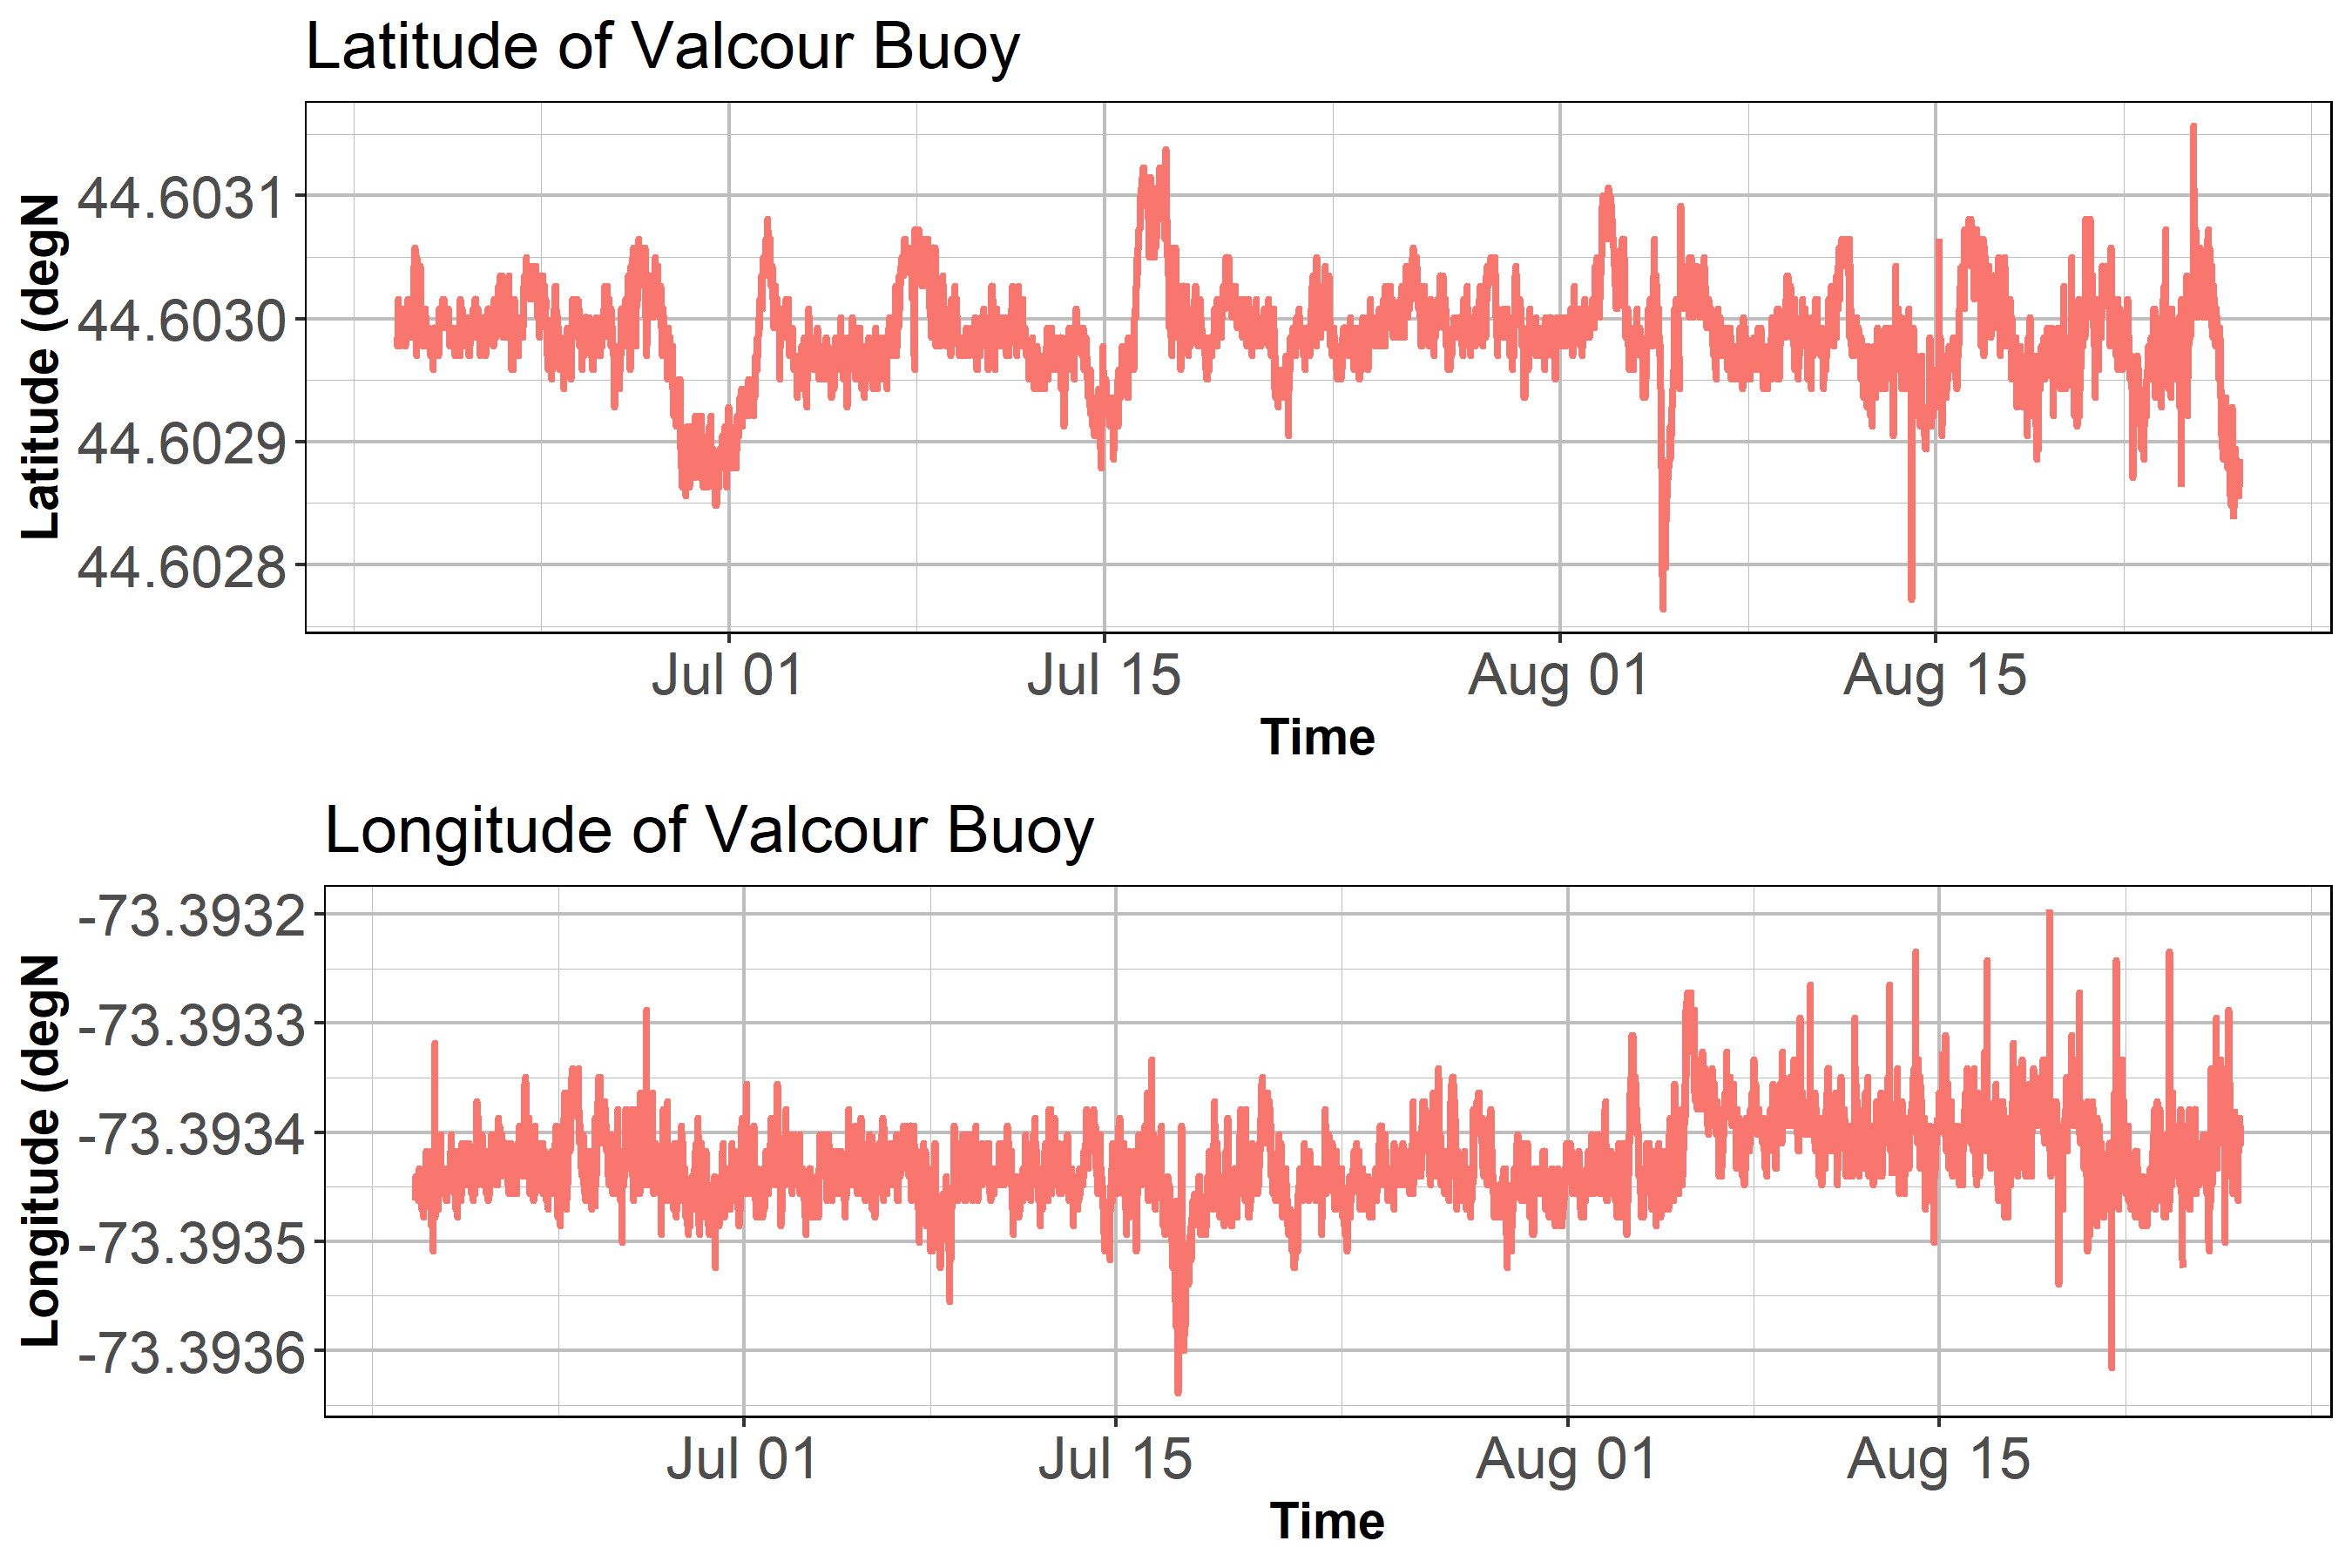 Latitude of Valcour Buoy
Latitude (degN
44.6031
44.6030
44.6029
44.6028
Jul 01 Jul 15 Aug 01 Aug 15
Time
Longitude of Valcour Buoy
Longitude (degN
-73.3932
-73.3933
-73.3934
-73.3935
-73.3936
Jul 01 Jul 15 Aug 01 Aug 15
Time